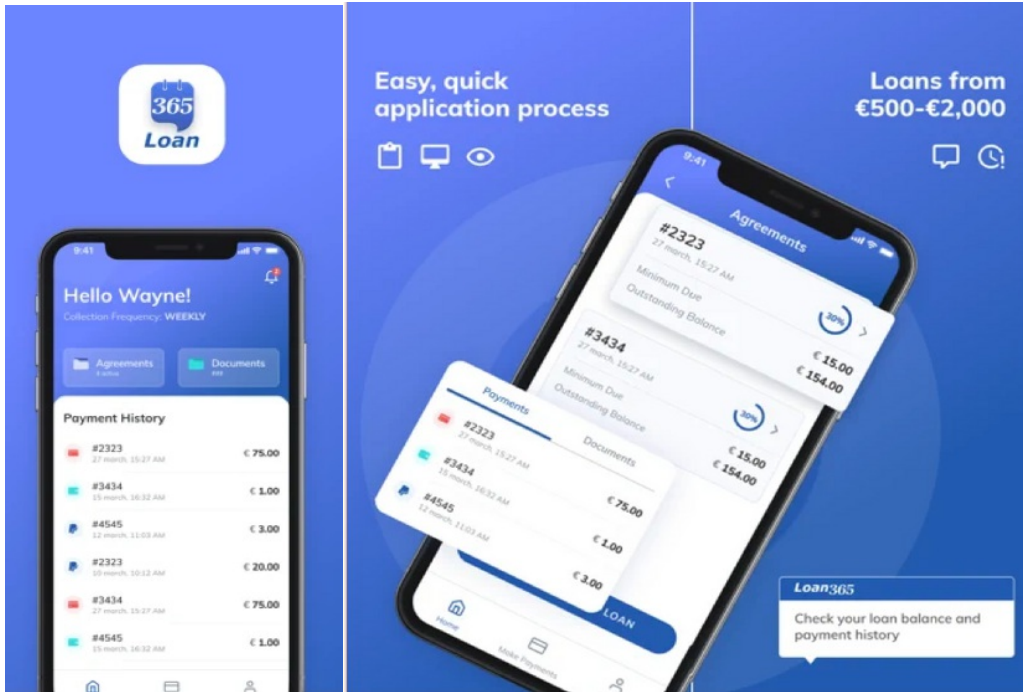 365
Loan
9:41
Hello Wayne!
Collection Frequency: WEEKLY
Agreements
Documents
Payment History
#2323
27 march, 15:27 AM
€ 75.00
#3434
15 march, 16:32 AM
€ 1.00
#4545
12 march, 11:03 AM
€ 3.00
#2323
10 march, 10:12 AM
€ 20.00
#3434
27 march, 15:27 AM
€ 75.00
#4545
15 march, 16:32 AM
€ 1.00
Easy, quick
application process
Loans from
€500-€2,000
9:41
Agreements
#2323
27 march, 15:27 AM
Minimum Due
Outstanding Balance
30%
€ 15.00
€ 154.00
#3434
27 march, 15:27 AM
Minimum Due
Outstanding Balance
30%
€ 15.00
€ 154.00
Payments
Documents
#2323
27 march, 15:27 AM
€ 75.00
#3434
15 march, 16:32 AM
€ 1.00
#4545
12 march, 11:03 AM
€ 3.00
LOAN
Home
Make Payments
Loan365
Check your loan balance and
payment history